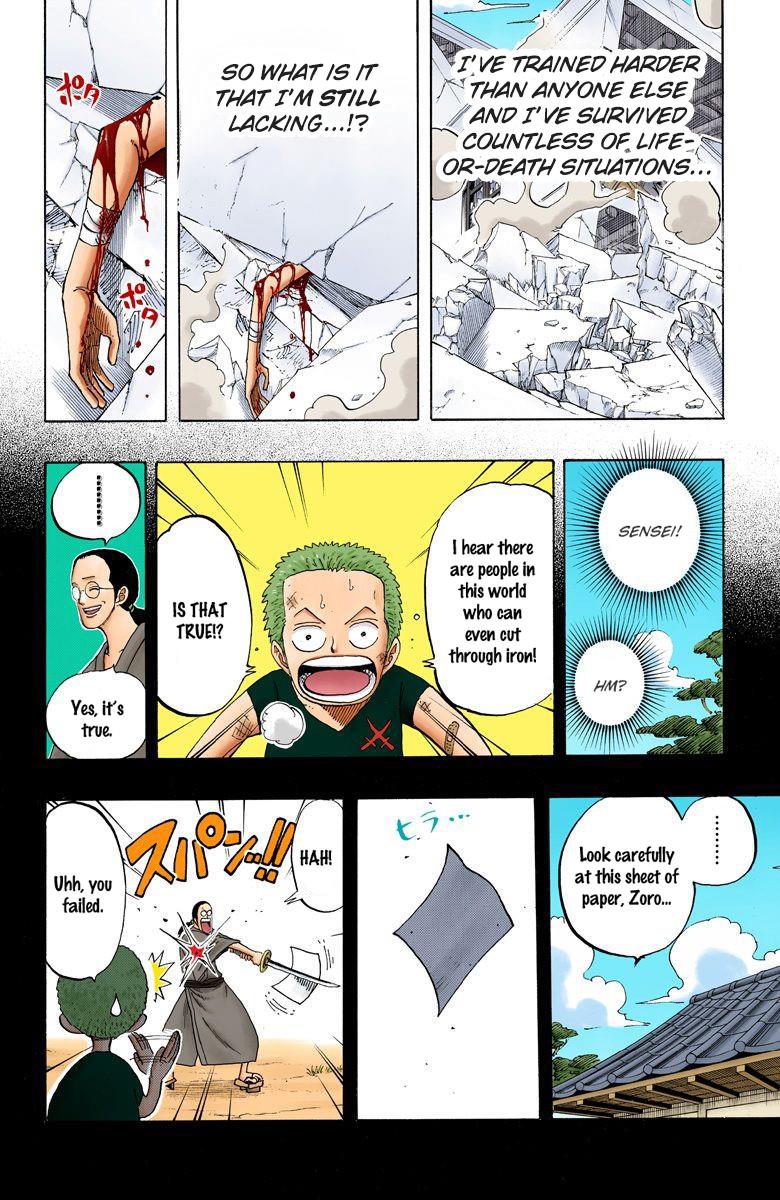 I'VE TRAINED HARDER
THAN ANYONE ELSE
AND I'VE SURVIVED
COUNTLESS OF LIFE-
OR-DEATH SITUATIONS...
SO WHAT IS IT
THAT I'M STILL
LACKING...!?
ポタ
ポタ
SENSEI!
HM?
I hear there
are people in
this world
who can
even cut
through iron!
IS THAT
TRUE!?
.......
Yes, it's
true.
......
Look carefully
at this sheet of
paper, Zoro...
ヒラ...
HAH!
スパンッ!!
Uhh, you
failed.